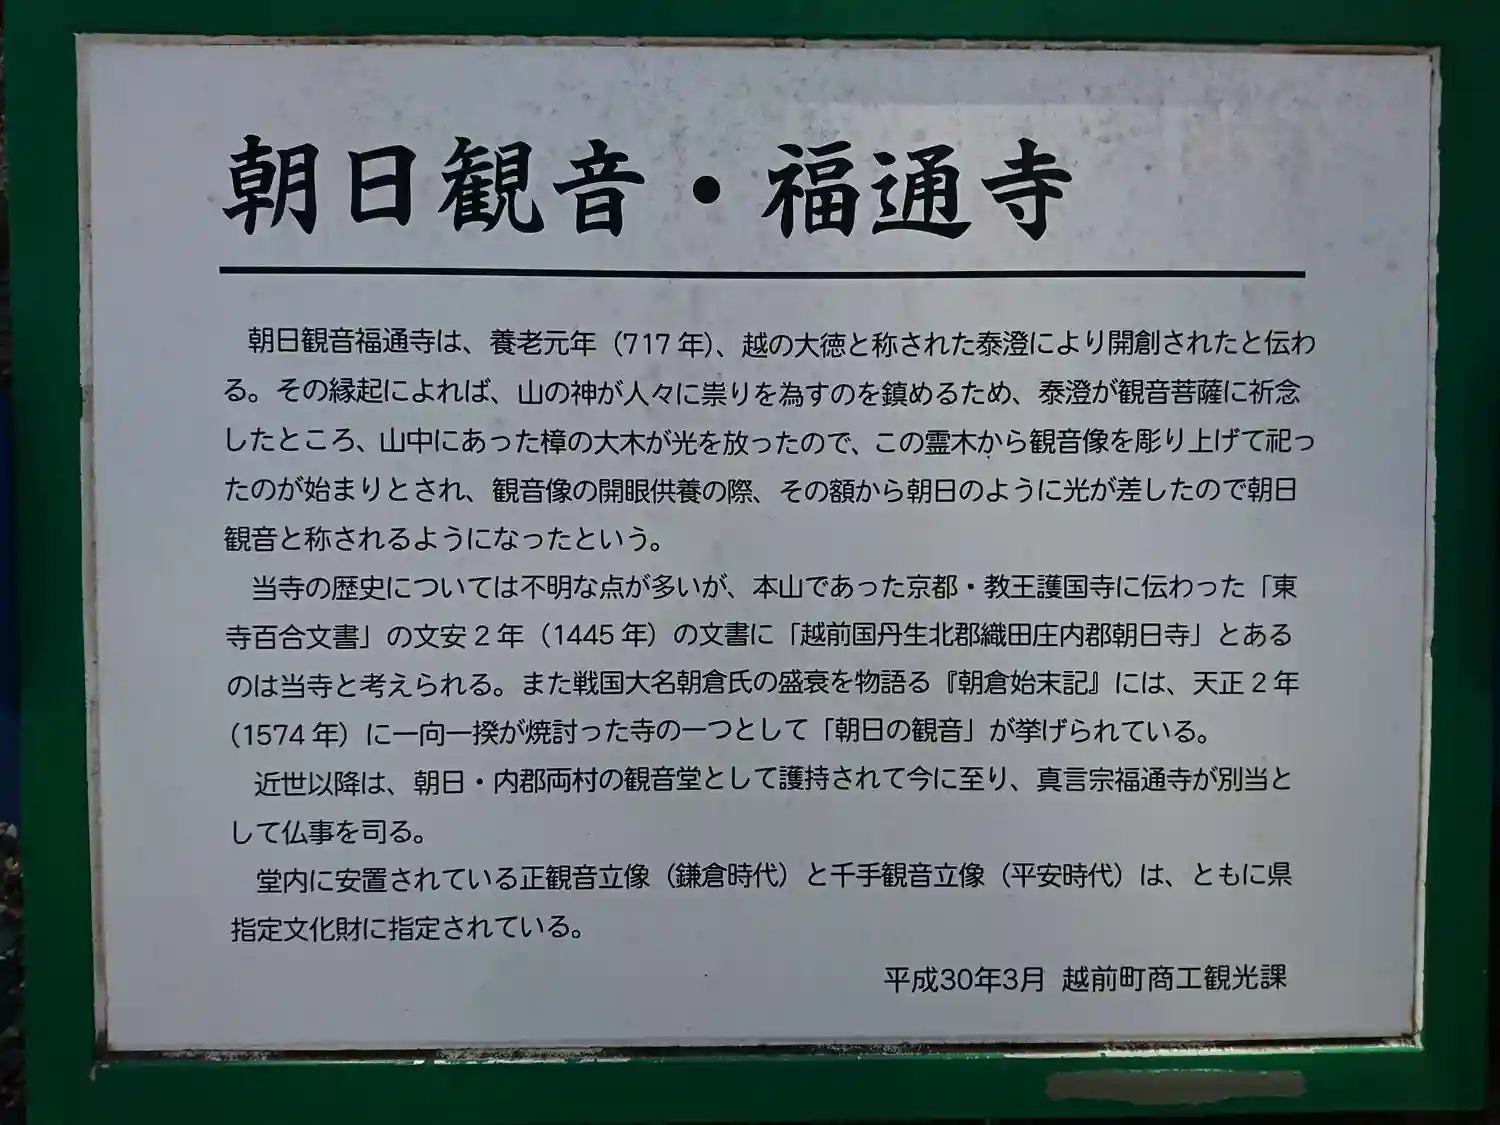 朝日観音・福通寺
朝日観音福通寺は、養老元年（717 年）、越の大徳と称された泰澄により開創されたと伝わ
る。その縁起によれば、山の神が人々に祟りを為すのを鎮めるため、泰澄が観音菩薩に祈念
したところ、山中にあった樟の大木が光を放ったので、この霊木から観音像を彫り上げて祀っ
たのが始まりとされ、観音像の開眼供養の際、その額から朝日のように光が差したので朝日
観音と称されるようになったという。
当寺の歴史については不明な点が多いが、本山であった京都・教王護国寺に伝わった「東
寺百合文書」の文安 2 年（1445 年）の文書に「越前国丹生北郡織田庄内郡朝日寺」とある
のは当寺と考えられる。また戦国大名朝倉氏の盛衰を物語る『朝倉始末記』には、天正 2 年
（1574 年）に一向一揆が焼討った寺の一つとして「朝日の観音」が挙げられている。
近世以降は、朝日・内郡両村の観音堂として護持されて今に至り、真言宗福通寺が別当と
して仏事を司る。
堂内に安置されている正観音立像（鎌倉時代）と千手観音立像（平安時代）は、ともに県
指定文化財に指定されている。
平成30年3月 越前町商工観光課